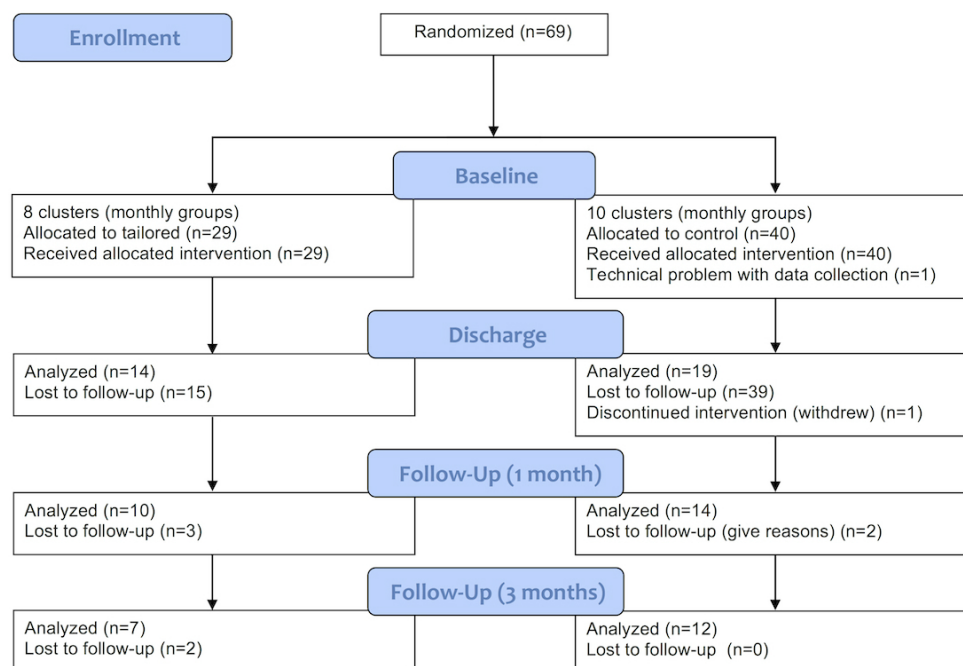 Enrollment
Randomized (n=69)
Baseline
8 clusters (monthly groups)
Allocated to tailored (n=29)
Received allocated intervention (n=29)
10 clusters (monthly groups)
Allocated to control (n=40)
Received allocated intervention (n=40)
Technical problem with data collection (n=1)
Discharge
Analyzed (n=14)
Lost to follow-up (n=15)
Analyzed (n=19)
Lost to follow-up (n=39)
Discontinued intervention (withdrew) (n=1)
Follow-Up (1 month)
Analyzed (n=10)
Lost to follow-up (n=3)
Analyzed (n=14)
Lost to follow-up (give reasons) (n=2)
Follow-Up (3 months)
Analyzed (n=7)
Lost to follow-up (n=2)
Analyzed (n=12)
Lost to follow-up (n=0)